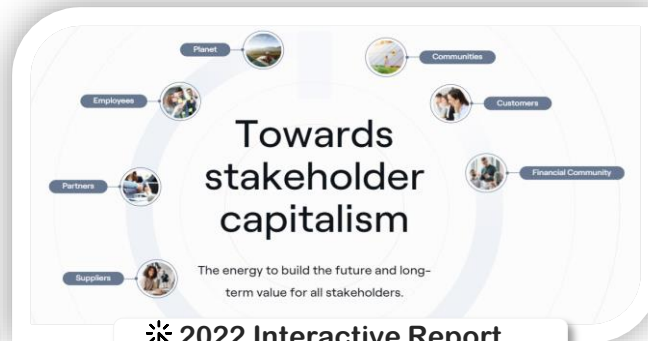 Planet
Communities
Employees
Customers
Towards
stakeholder
capitalism
Partners
Financial Community
Suppliers
The energy to build the future and long-
term value for all stakeholders.
2022 Interactive Report